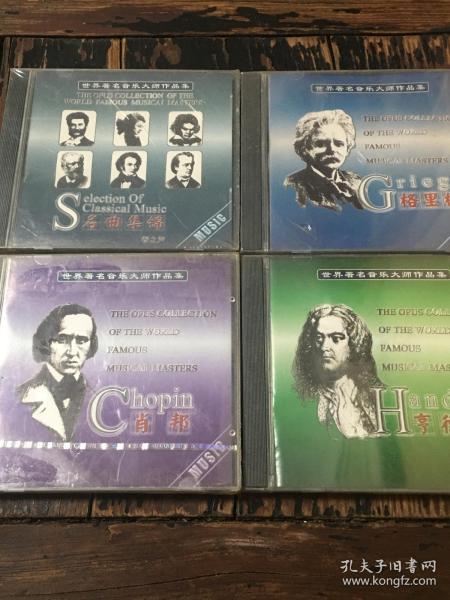 世界著名音乐大师作品集
THE OPUS COLLECTION OF THE
WORLD FAMOUS MUSICAL MASTERS
Selection Of
Classical Music
名曲集锦
MUSIC
世界著名音乐大师作品集
THE OPUS COLLECTION
OF THE WORLD
FAMOUS
MUSICAL MASTERS
Grieg
格里格
世界著名音乐大师作品集
THE OPUS COLLECTION
OF THE WORLD
FAMOUS
MUSICAL MASTERS
Chopin
肖邦
MUSIC
世界著名音乐大师作品集
THE OPUS COLLE
OF THE WORL
FAMOUS
MUSICAL MASTERS
Han
亨
孔夫子旧书网
www.kongfz.com